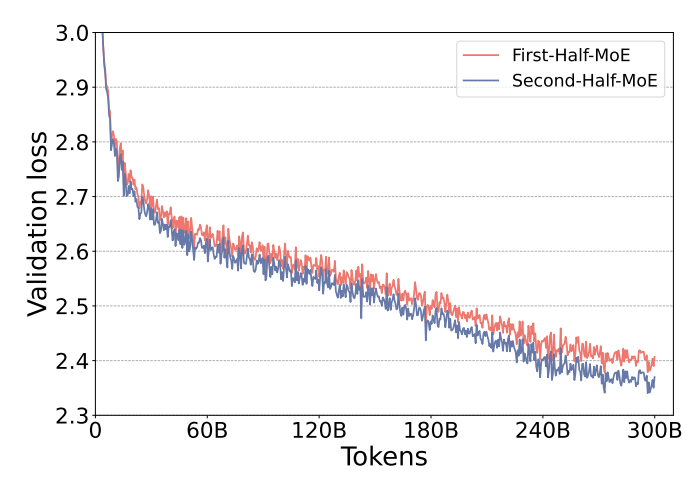 3.0
2.9
2.8
2.7
2.6
2.5
2.4
2.3
Validation loss
First-Half-MoE
Second-Half-MoE
0 60B 120B 180B 240B 300B
Tokens